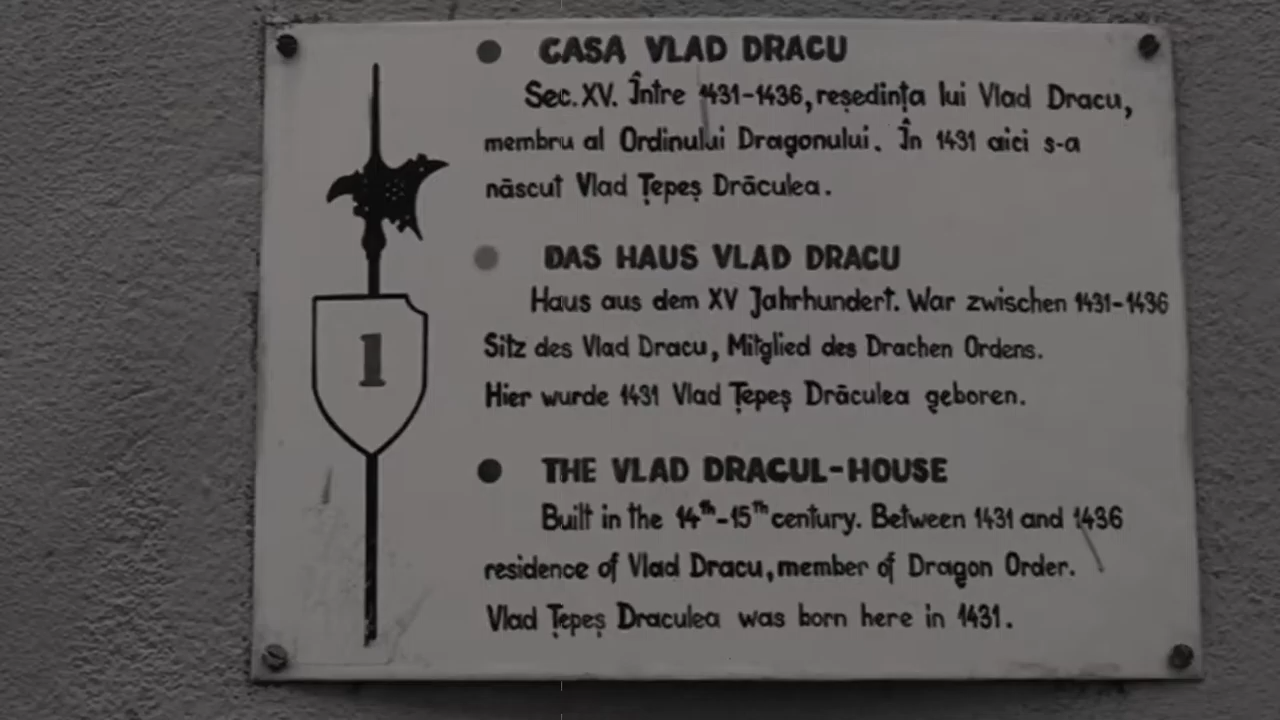 CASA VLAD DRACU
Sec. XV. Între 1431-1436, reşedinţa lui Vlad Dracu,
membru al Ordinului Dragonului. În 1431 aici s-a
născut Vlad Ţepeş Drăculea.
DAS HAUS VLAD DRACU
Haus aus dem XV Jahrhundert. War zwischen 1431-1436
Sitz des Vlad Dracu, Mitglied des Drachen Ordens.
Hier wurde 1431 Vlad Ţepeş Drăculea geboren.
1
THE VLAD DRACUL-HOUSE
Built in the 14th-15th century. Between 1431 and 1436
residence of Vlad Dracu, member of Dragon Order.
Vlad Ţepeş Draculea was born here in 1431.